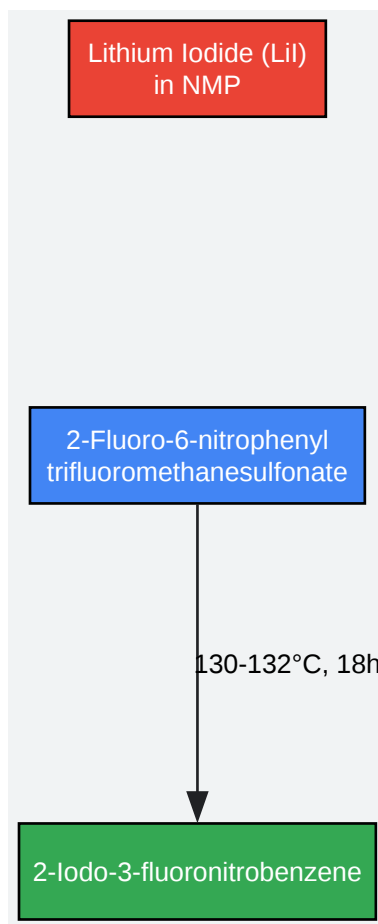 Lithium Iodide (LiI)
in NMP
2-Fluoro-6-nitrophenyl
trifluoromethanesulfonate
130-132°C, 18h
2-Iodo-3-fluoronitrobenzene